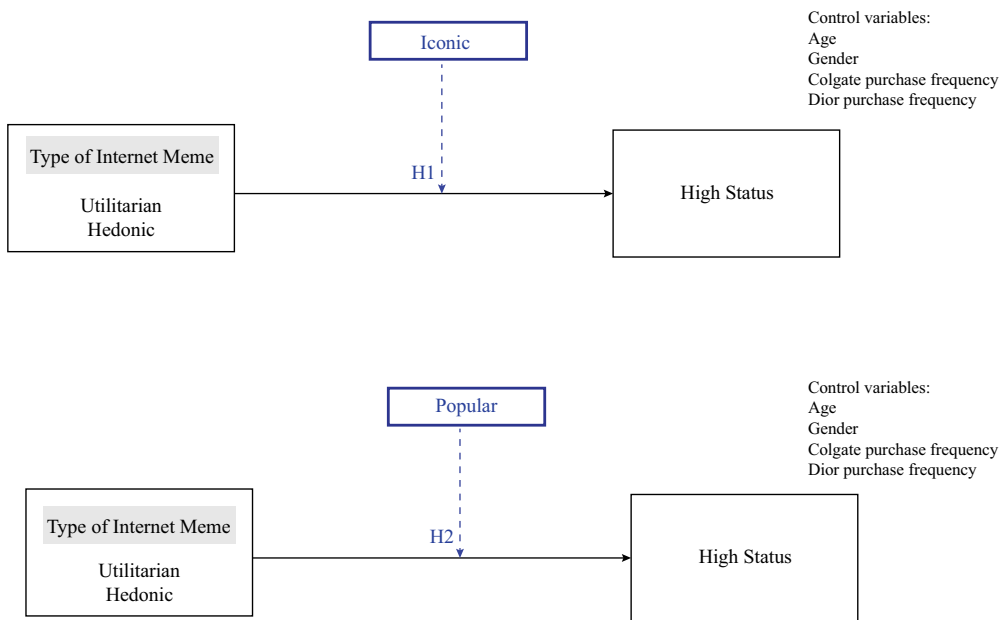 Control variables:
Age
Gender
Colgate purchase frequency
Dior purchase frequency
Iconic
Type of Internet Meme
Utilitarian
Hedonic
H1
High Status
Control variables:
Age
Gender
Colgate purchase frequency
Dior purchase frequency
Popular
Type of Internet Meme
Utilitarian
Hedonic
H2
High Status